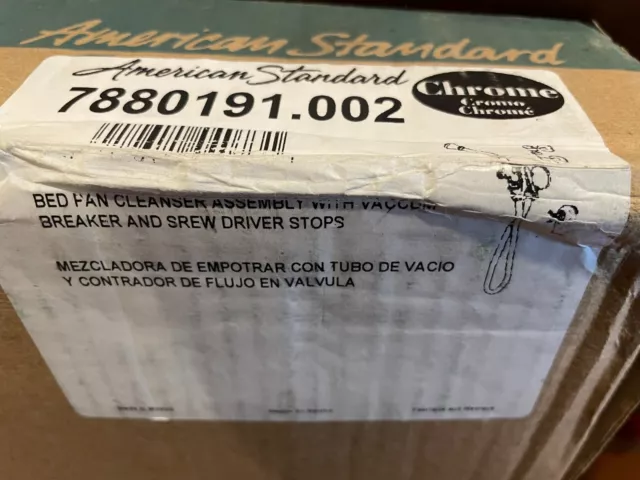 American Standard
American Standard
7880191.002
Chrome
Cromo
Chromé
BED PAN CLEANSER ASSEMBLY WITH VACCUM
BREAKER AND SREW DRIVER STOPS
MEZCLADORA DE EMPOTRAR CON TUBO DE VACIO
Y CONTRADOR DE FLUJO EN VALVULA